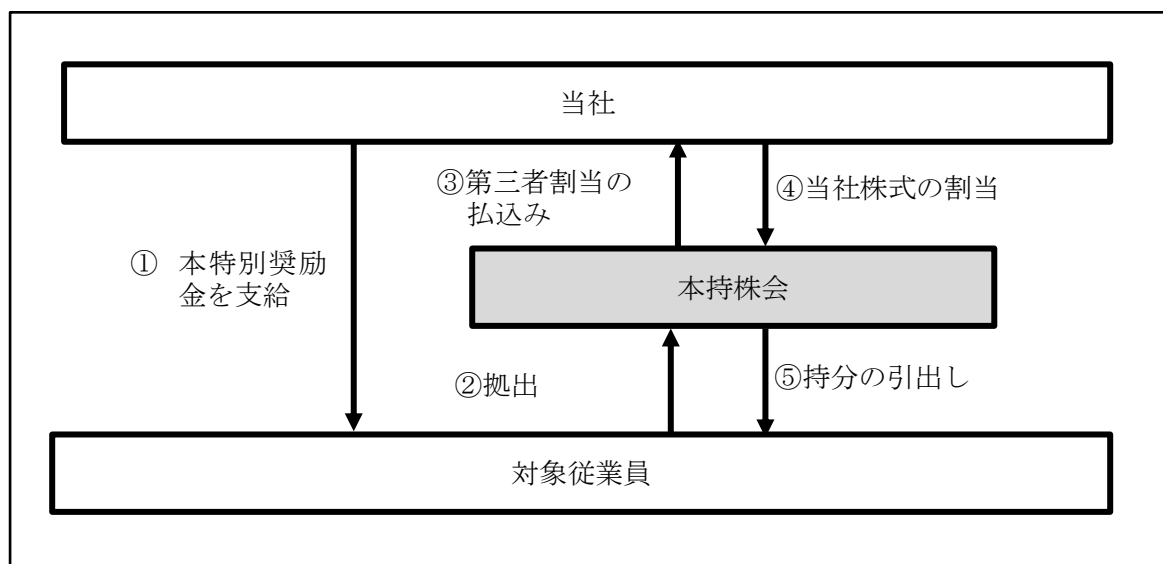 当社
③第三者割当の
払込み
④当社株式の割当
① 本特別奨励
金を支給
本持株会
②拠出
⑤持分の引出し
対象従業員